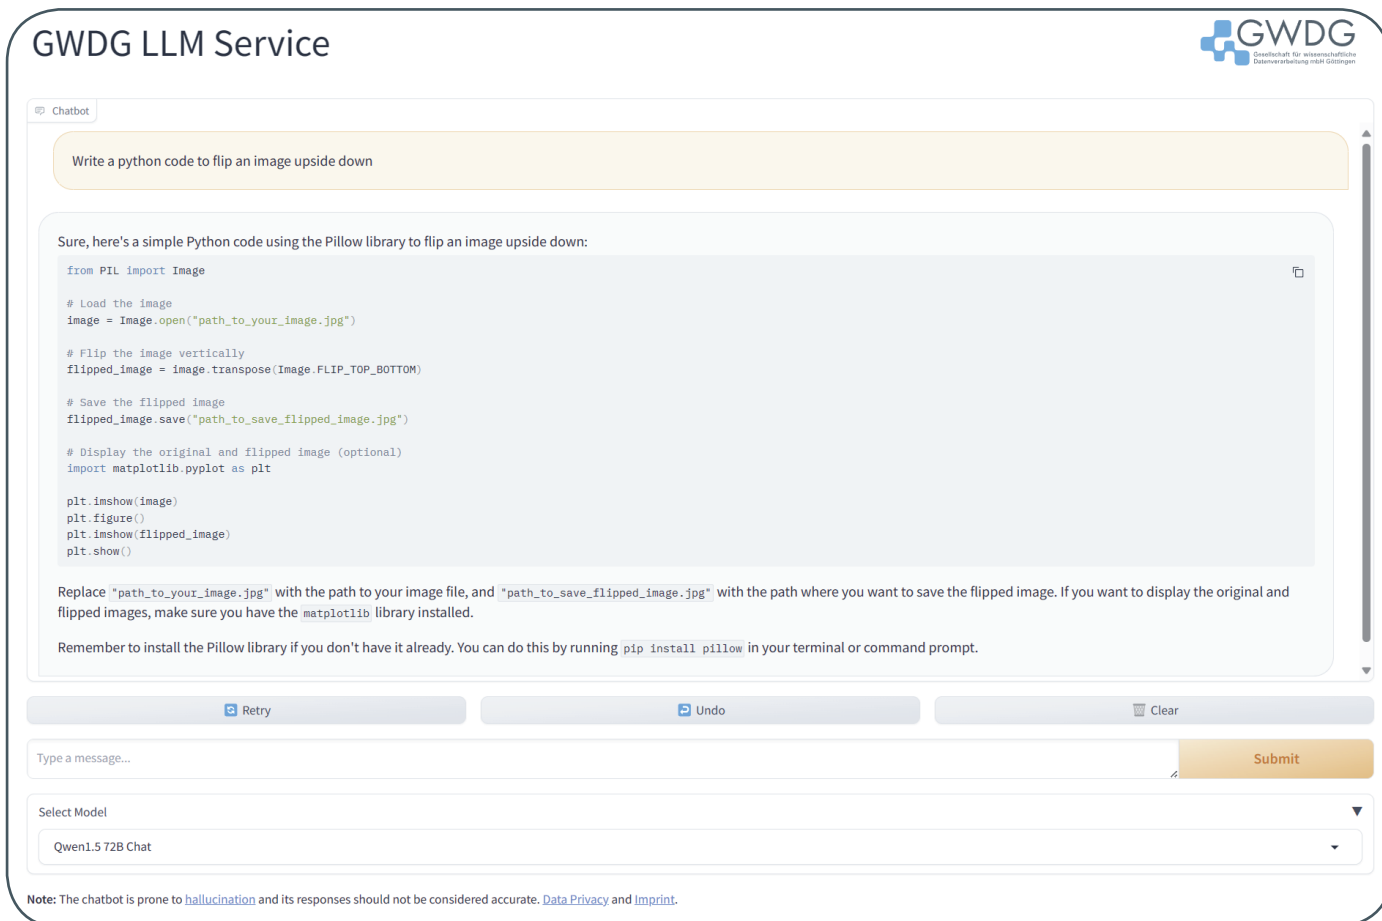 GWDG LLM Service
GWDG
Gesellschaft für wissenschaftliche
Datenverarbeitung mbH Göttingen
Chatbot
Write a python code to flip an image upside down
Sure, here's a simple Python code using the Pillow library to flip an image upside down:
from PIL import Image
# Load the image
image = Image.open("path_to_your_image.jpg")
# Flip the image vertically
flipped_image = image.transpose(Image.FLIP_TOP_BOTTOM)
# Save the flipped image
flipped_image.save("path_to_save_flipped_image.jpg")
# Display the original and flipped image (optional)
import matplotlib.pyplot as plt
plt.imshow(image)
plt.figure()
plt.imshow(flipped_image)
plt.show()
Replace "path_to_your_image.jpg" with the path to your image file, and "path_to_save_flipped_image.jpg" with the path where you want to save the flipped image. If you want to display the original and
flipped images, make sure you have the matplotlib library installed.
Remember to install the Pillow library if you don't have it already. You can do this by running pip install pillow in your terminal or command prompt.
Retry
Undo
Clear
Type a message...
Submit
Select Model
Qwen1.5 72B Chat
Note: The chatbot is prone to hallucination and its responses should not be considered accurate. Data Privacy and Imprint.